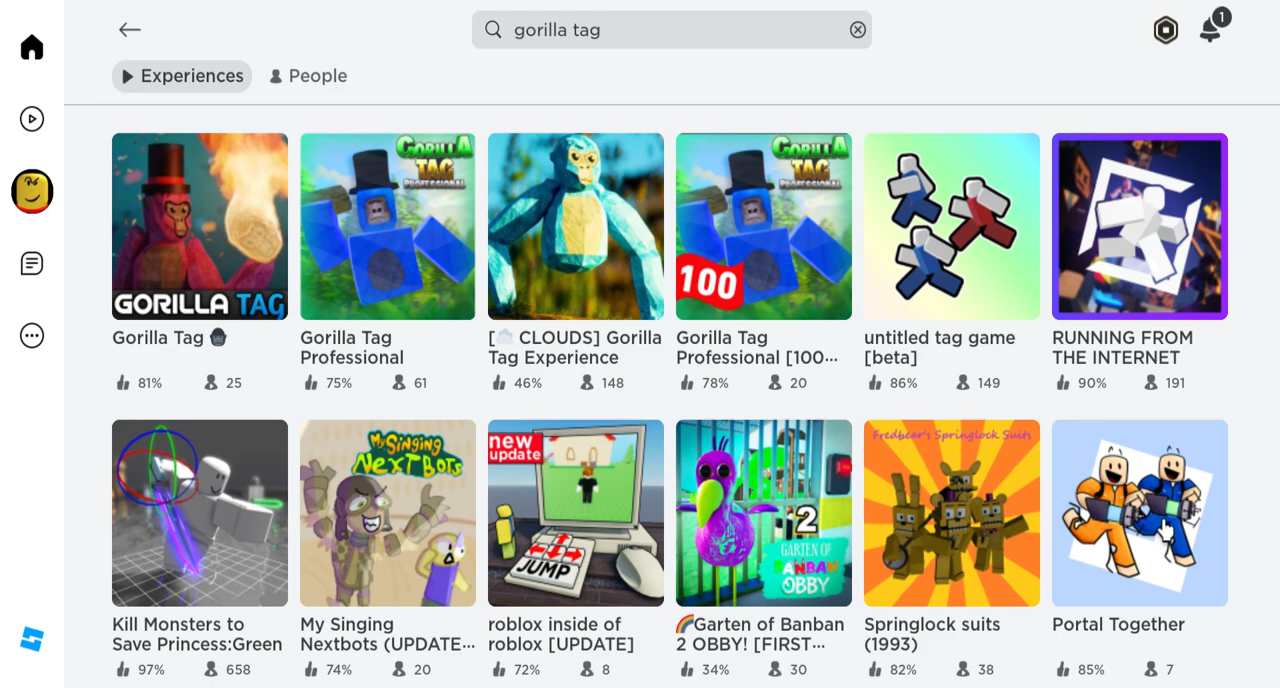 gorilla tag
1
Experiences
People
GORILLA TAG
GORILLA
TAG
PROFESSIONAL
GORILLA
TAG
PROFESSIONAL
100
Gorilla Tag 🦍
Gorilla Tag
Professional
[☁️ CLOUDS] Gorilla
Tag Experience
Gorilla Tag
Professional [100...
untitled tag game
[beta]
RUNNING FROM
THE INTERNET
81% 25
75% 61
46% 148
78% 20
86% 149
90% 191
My Singing
NEXTBOTS
new
update
JUMP
2
GARTEN OF
BANBAN
OBBY
Fredbear's Springlock Suits
Kill Monsters to
Save Princess:Green
My Singing
Nextbots (UPDATE...
roblox inside of
roblox [UPDATE]
🌈Garten of Banban
2 OBBY! [FIRST...
Springlock suits
(1993)
Portal Together
97% 658
74% 20
72% 8
34% 30
82% 38
85% 7